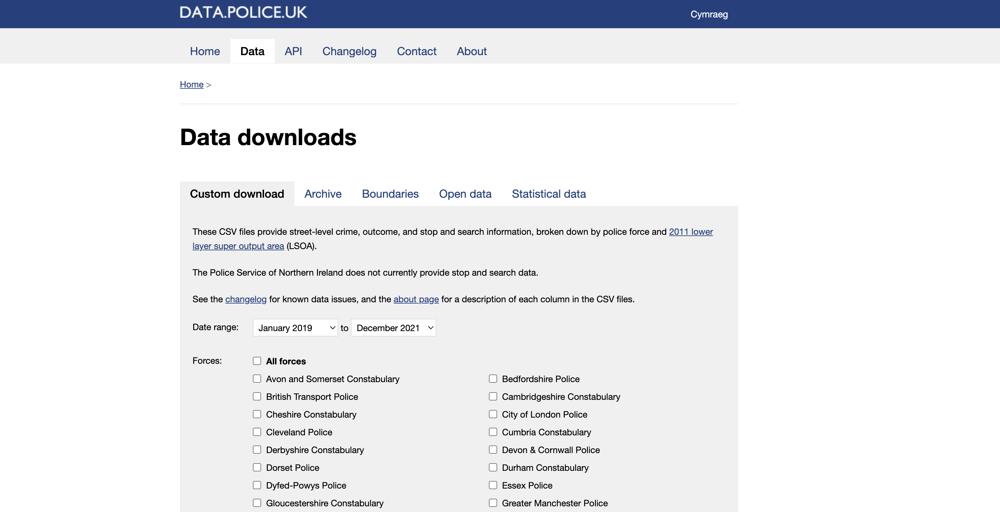 DATA.POLICE.UK
Cymraeg
Home Data API Changelog Contact About
Home >
Data downloads
Custom download Archive Boundaries Open data Statistical data
These CSV files provide street-level crime, outcome, and stop and search information, broken down by police force and 2011 lower
layer super output area (LSOA).
The Police Service of Northern Ireland does not currently provide stop and search data.
See the changelog for known data issues, and the about page for a description of each column in the CSV files.
Date range: January 2019 to December 2021
Forces: All forces
Avon and Somerset Constabulary Bedfordshire Police
British Transport Police Cambridgeshire Constabulary
Cheshire Constabulary City of London Police
Cleveland Police Cumbria Constabulary
Derbyshire Constabulary Devon & Cornwall Police
Dorset Police Durham Constabulary
Dyfed-Powys Police Essex Police
Gloucestershire Constabulary Greater Manchester Police